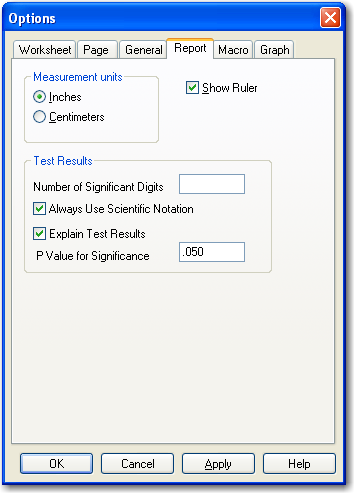 Options
Worksheet Page General Report Macro Graph
Measurement units
Inches
Centimeters
Show Ruler
Test Results
Number of Significant Digits
Always Use Scientific Notation
Explain Test Results
P Value for Significance .050
OK Cancel Apply Help